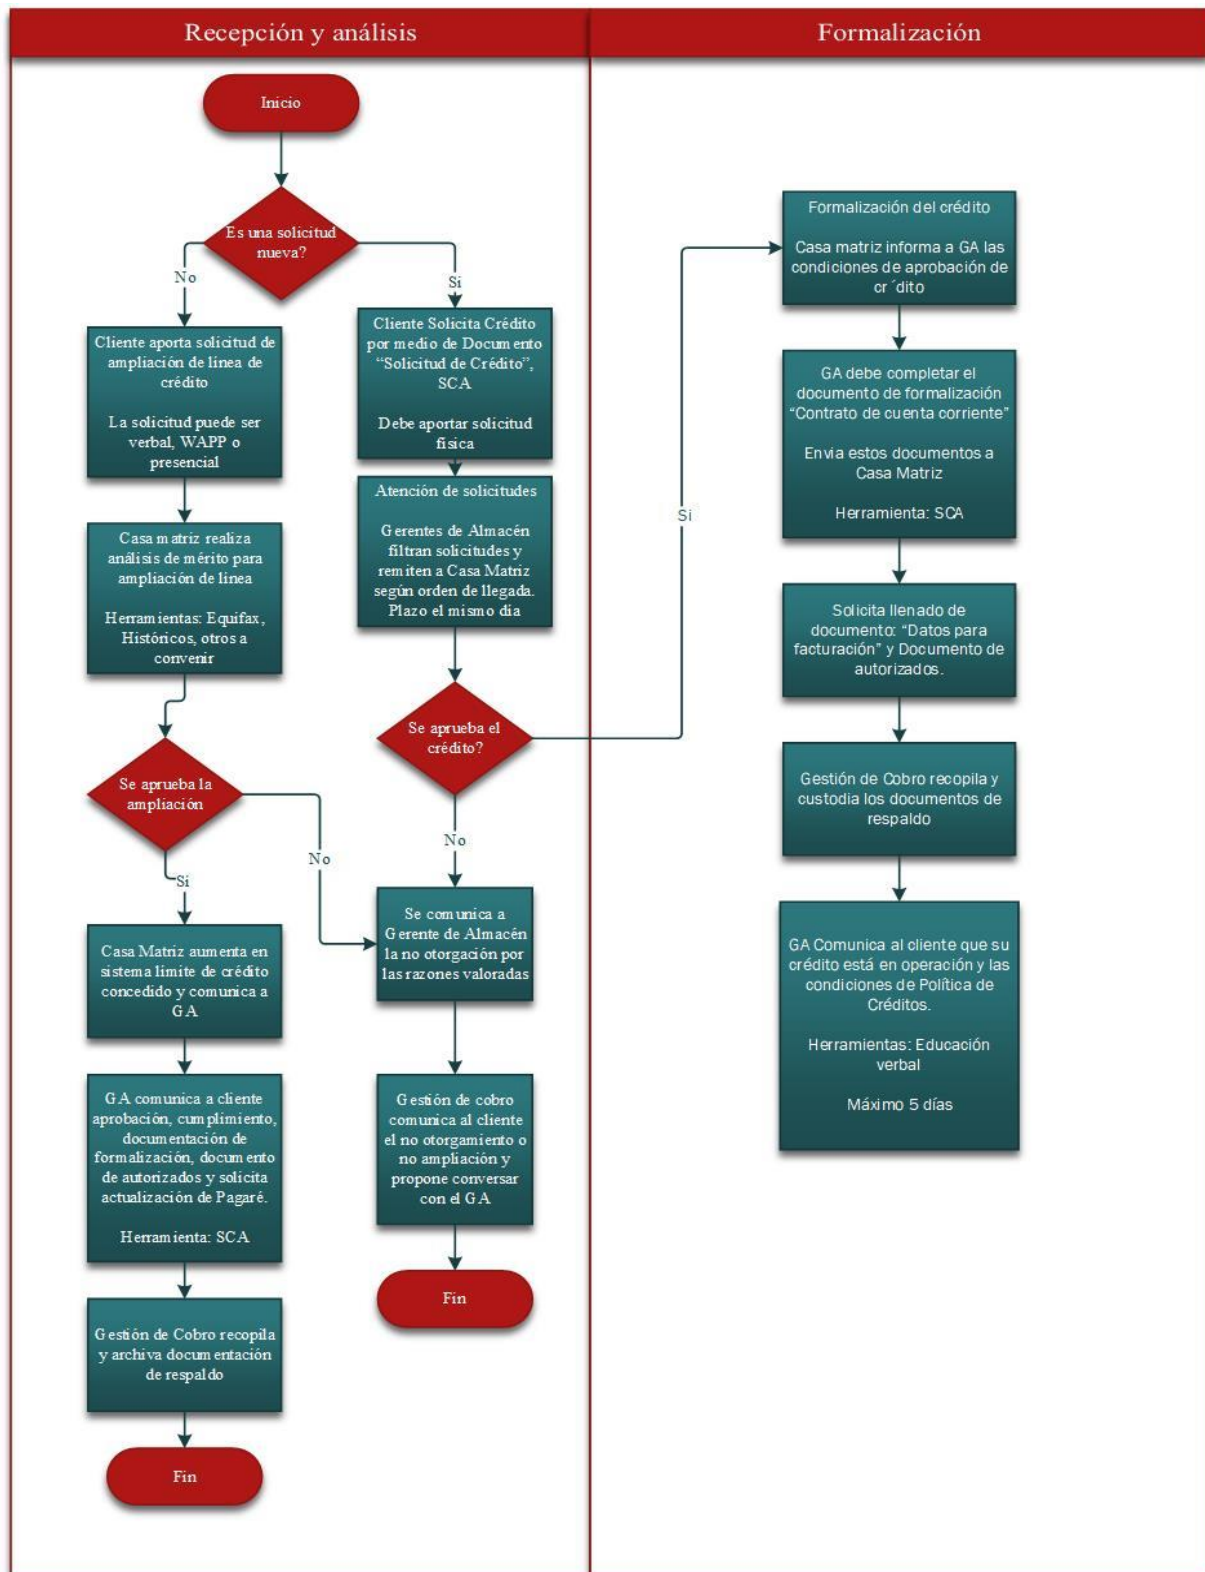 Recepción y análisis
Formalización
Inicio
Es una solicitud
nueva?
No
Si
Cliente aporta solicitud de
ampliación de línea de
crédito
La solicitud puede ser
verbal, WAPP o
presencial
Cliente Solicita Crédito
por medio de Documento
“Solicitud de Crédito”,
SCA
Debe aportar solicitud
física
Casa matriz realiza
análisis de mérito para
ampliación de línea
Herramientas: Equifax,
Históricos, otros a
convenir
Atención de solicitudes
Gerentes de Almacén
filtran solicitudes y
remiten a Casa Matriz
según orden de llegada.
Plazo el mismo día
Se aprueba la
ampliación
Se aprueba el
crédito?
Si
No
No
Si
Casa Matriz aumenta en
sistema límite de crédito
concedido y comunica a
GA
Se comunica a
Gerente de Almacén
la no otorgación por
las razones valoradas
GA comunica a cliente
aprobación, cumplimiento,
documentación de
formalización, documento
de autorizados y solicita
actualización de Pagaré.
Herramienta: SCA
Gestión de cobro
comunica al cliente
el no otorgamiento o
no ampliación y
propone conversar
con el GA
Gestión de Cobro recopila
y archiva documentación
de respaldo
Fin
Fin
Formalización del crédito
Casa matriz informa a GA las
condiciones de aprobación de
cr´dito
GA debe completar el
documento de formalización
“Contrato de cuenta corriente”
Envia estos documentos a
Casa Matriz
Herramienta: SCA
Solicita llenado de
documento: “Datos para
facturación” y Documento de
autorizados.
Gestión de Cobro recopila y
custodia los documentos de
respaldo
GA Comunica al cliente que su
crédito está en operación y las
condiciones de Política de
Créditos.
Herramientas: Educación
verbal
Máximo 5 días